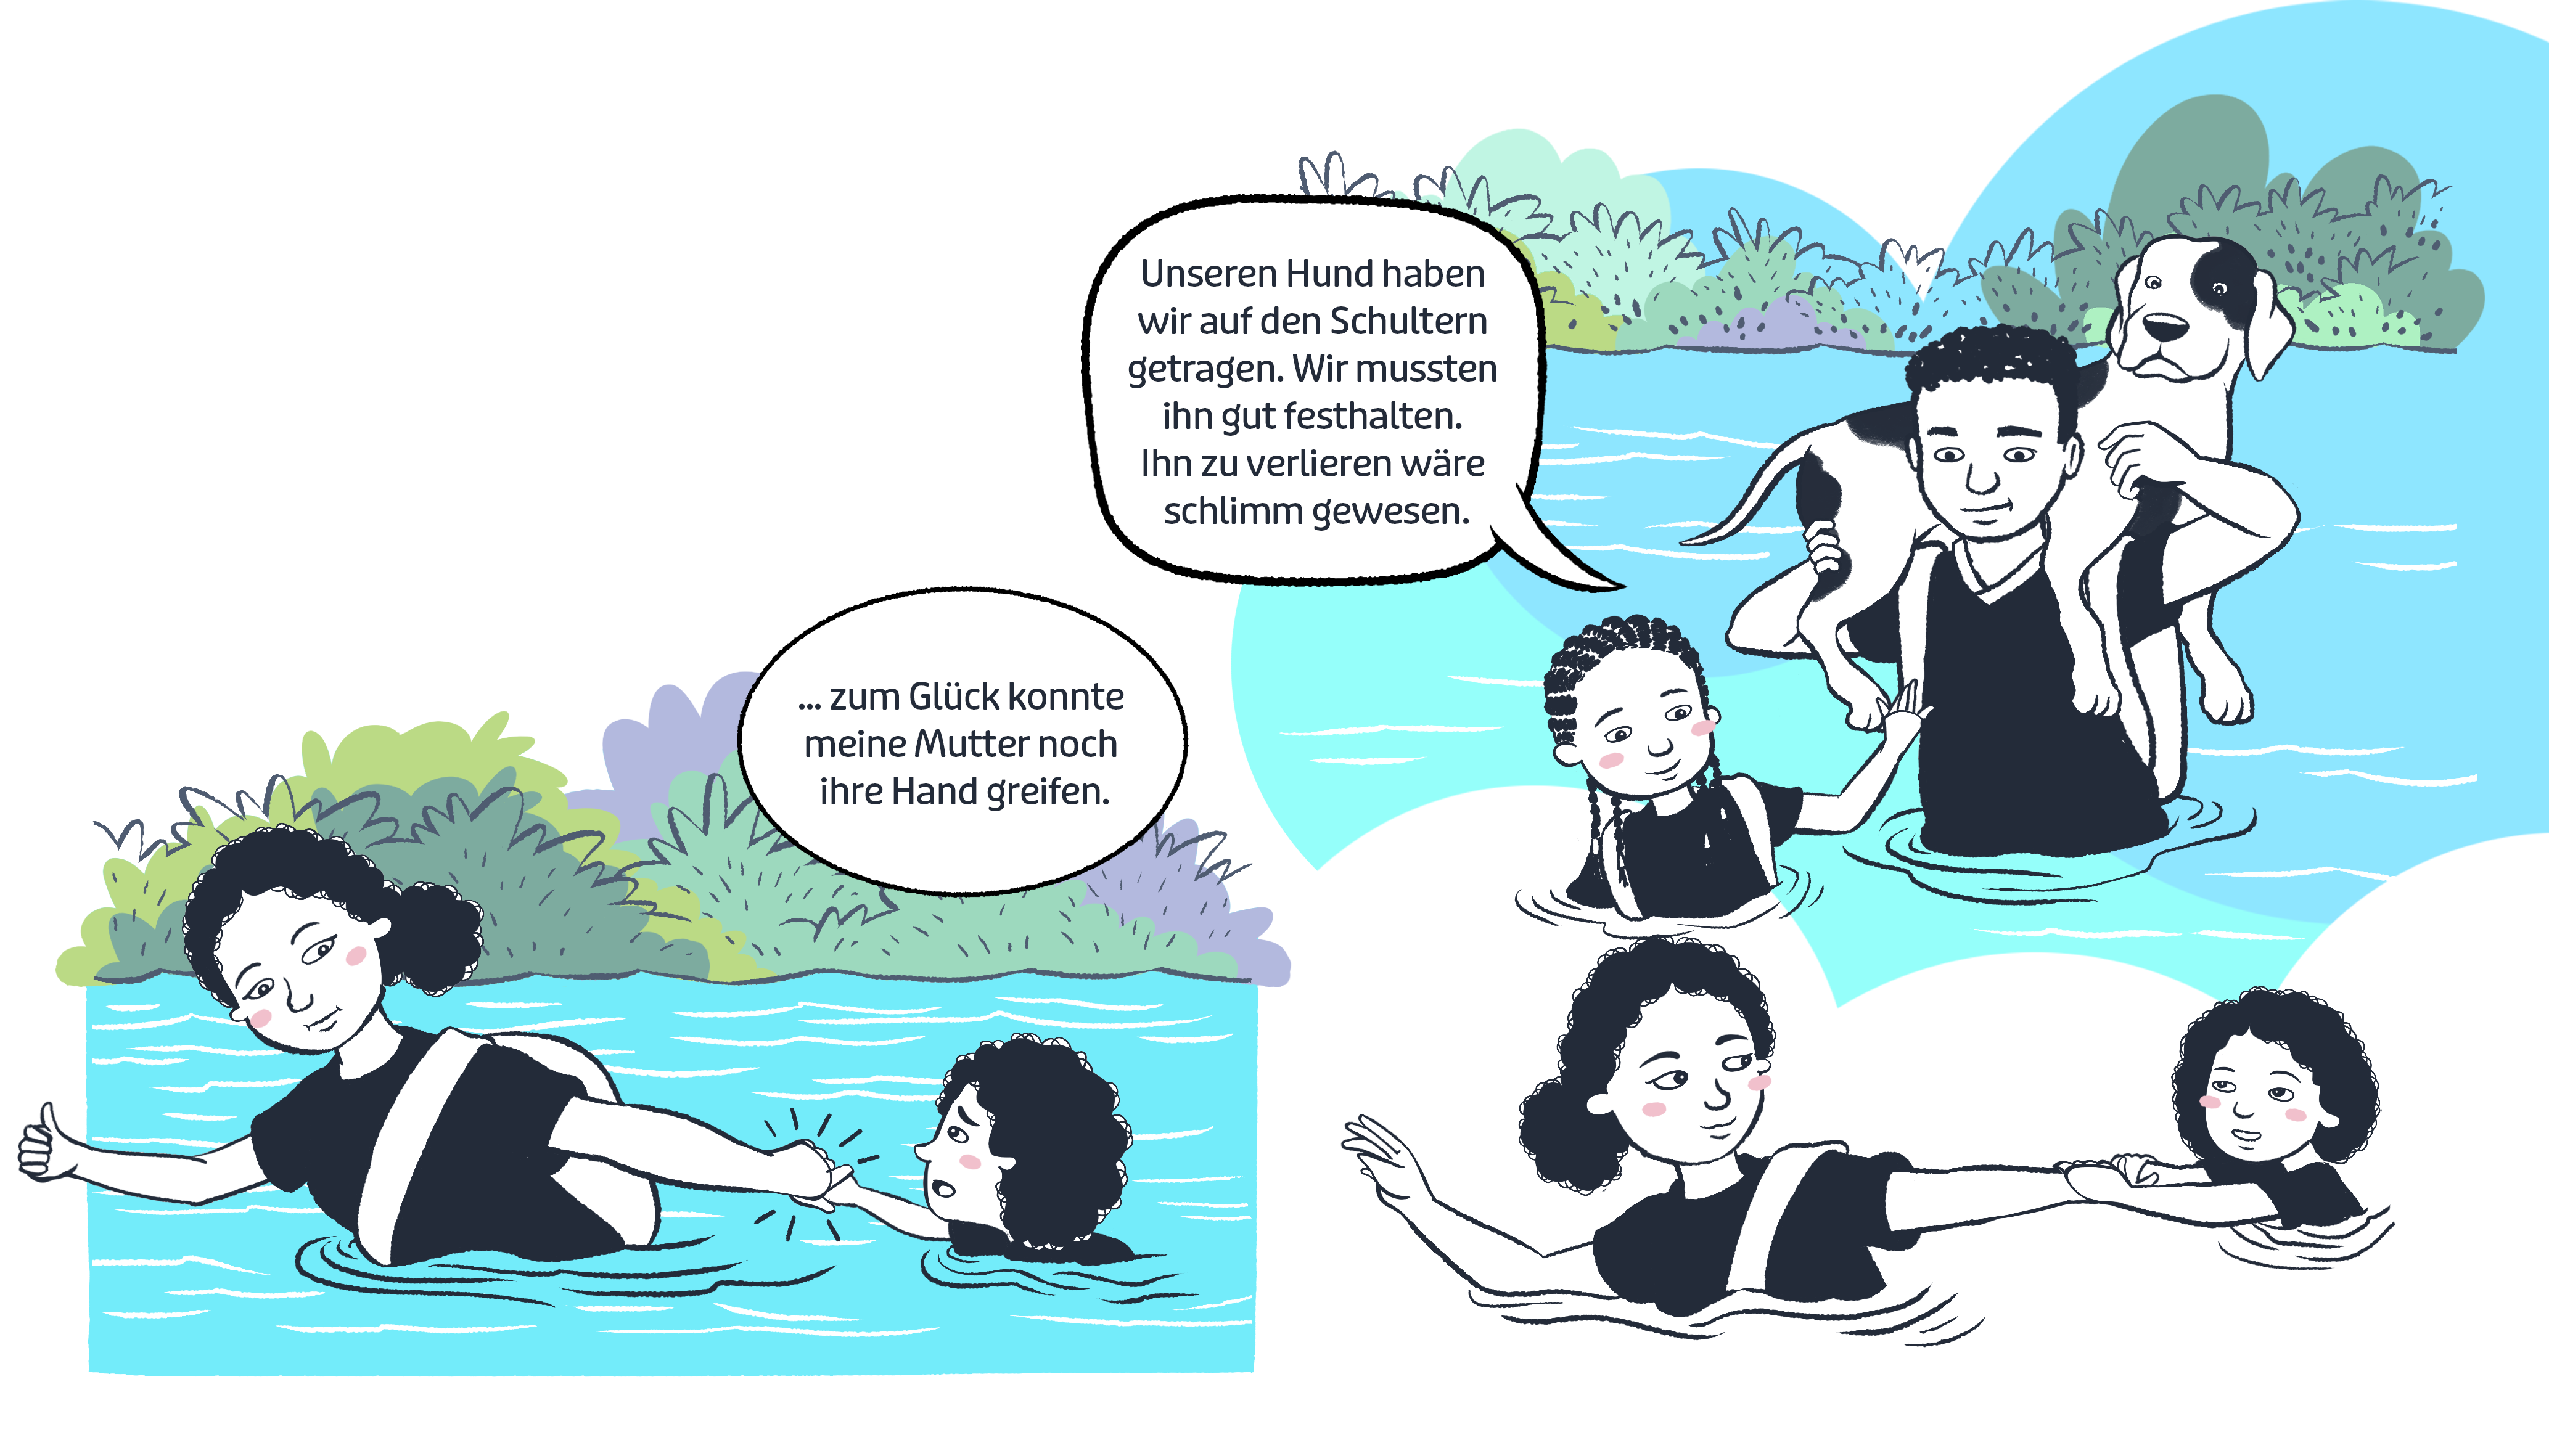 ... zum Glück konnte
meine Mutter noch
ihre Hand greifen.
Unseren Hund haben
wir auf den Schultern
getragen. Wir mussten
ihn gut festhalten.
Ihn zu verlieren wäre
schlimm gewesen.